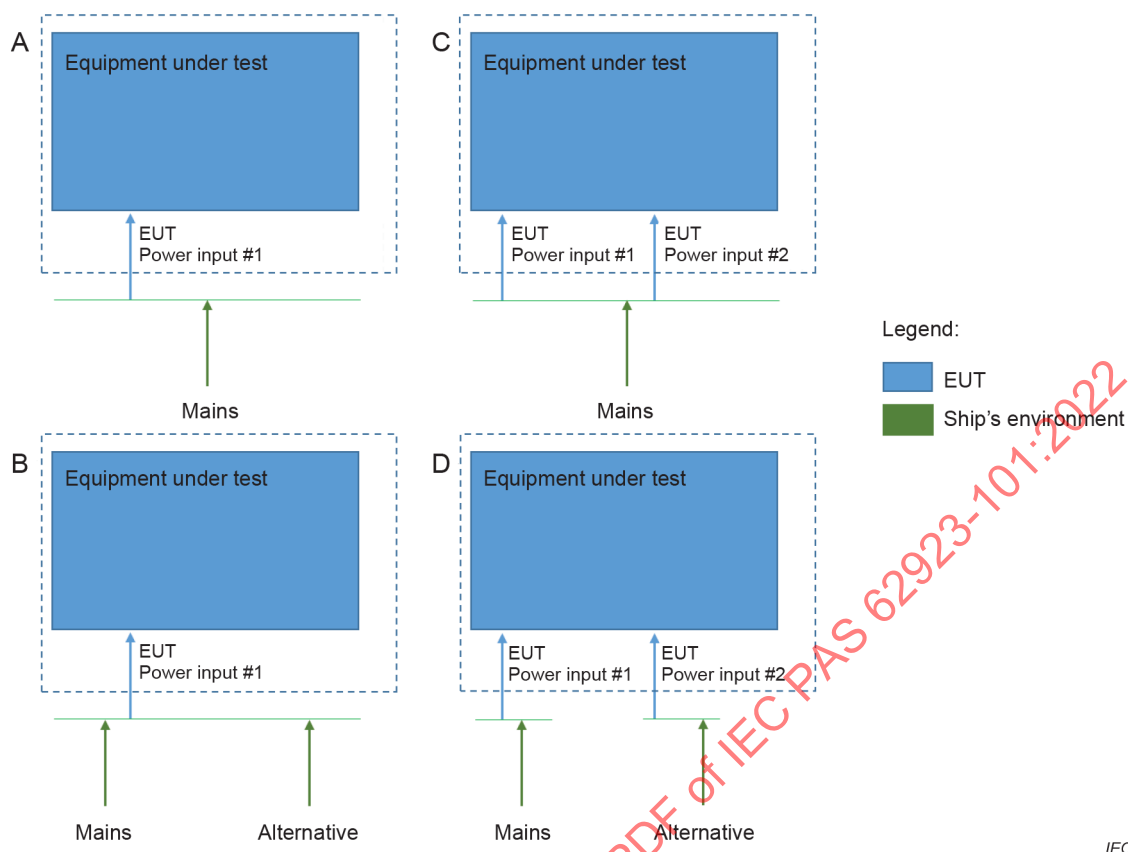 A
Equipment under test
EUT
Power input #1
Mains
C
Equipment under test
EUT
Power input #1
EUT
Power input #2
Mains
Legend:
EUT
Ship's environment
B
Equipment under test
EUT
Power input #1
Mains
Alternative
D
Equipment under test
EUT
Power input #1
EUT
Power input #2
Mains
Alternative
PDF of IEC PAS 62923-101:2022
IEC